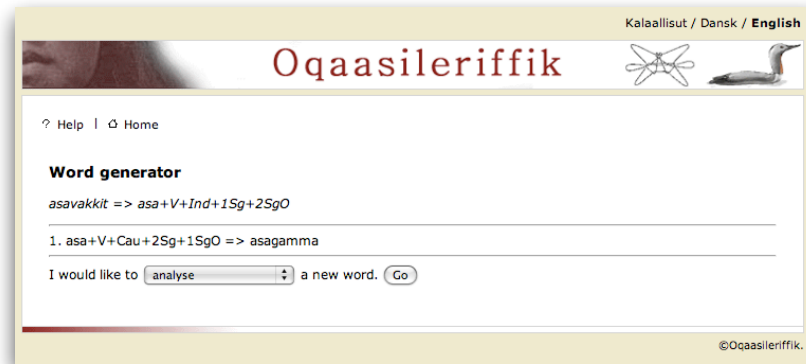 Kalaallisut / Dansk / English
Oqaasileriffik
? Help | Home
Word generator
asavakkit => asa+V+Ind+1Sg+2SgO
1. asa+V+Cau+2Sg+1SgO => asagamma
I would like to analyse a new word. Go
©Oqaasileriffik.